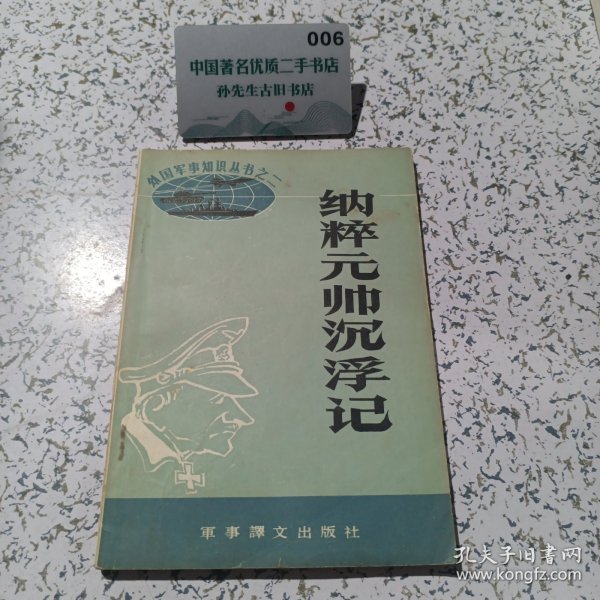 006
中国著名优质二手书店
孙先生古旧书店
外国军事知识丛书之二
纳粹元帅沉浮记
軍事譯文出版社
孔夫子旧书网
www.kongfz.com